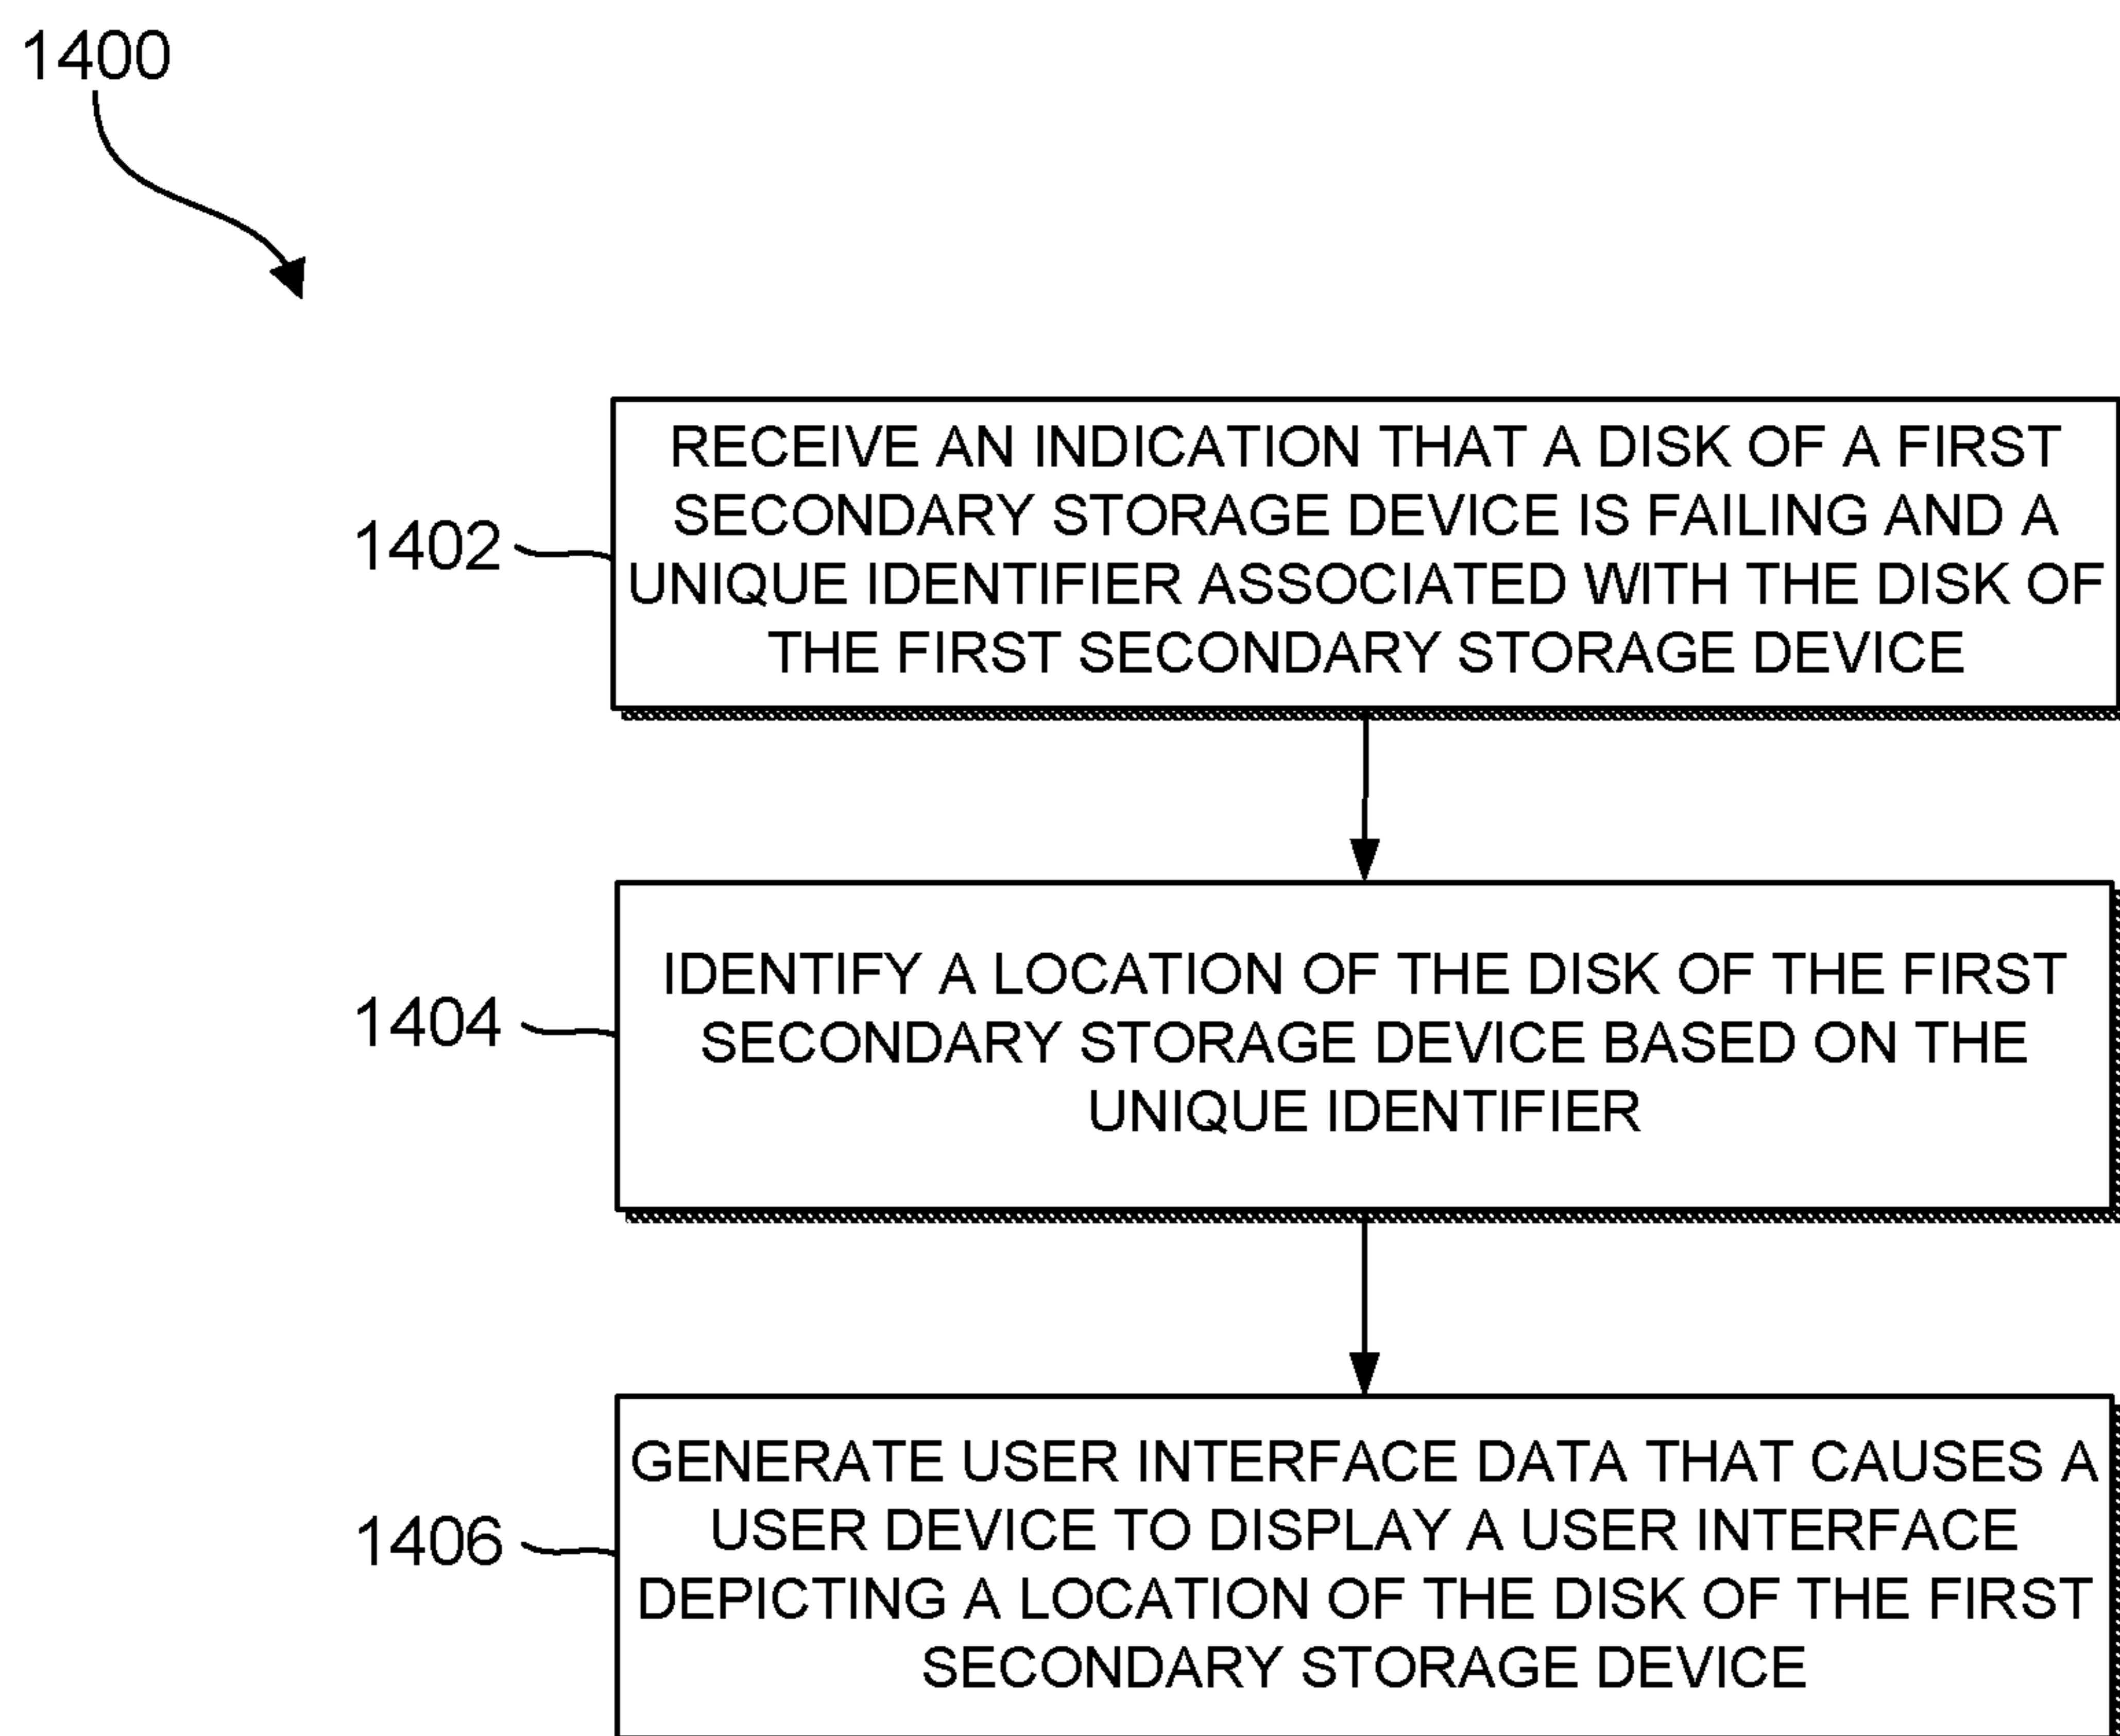 1400
1402
RECEIVE AN INDICATION THAT A DISK OF A FIRST
SECONDARY STORAGE DEVICE IS FAILING AND A
UNIQUE IDENTIFIER ASSOCIATED WITH THE DISK OF
THE FIRST SECONDARY STORAGE DEVICE
1404
IDENTIFY A LOCATION OF THE DISK OF THE FIRST
SECONDARY STORAGE DEVICE BASED ON THE
UNIQUE IDENTIFIER
1406
GENERATE USER INTERFACE DATA THAT CAUSES A
USER DEVICE TO DISPLAY A USER INTERFACE
DEPICTING A LOCATION OF THE DISK OF THE FIRST
SECONDARY STORAGE DEVICE